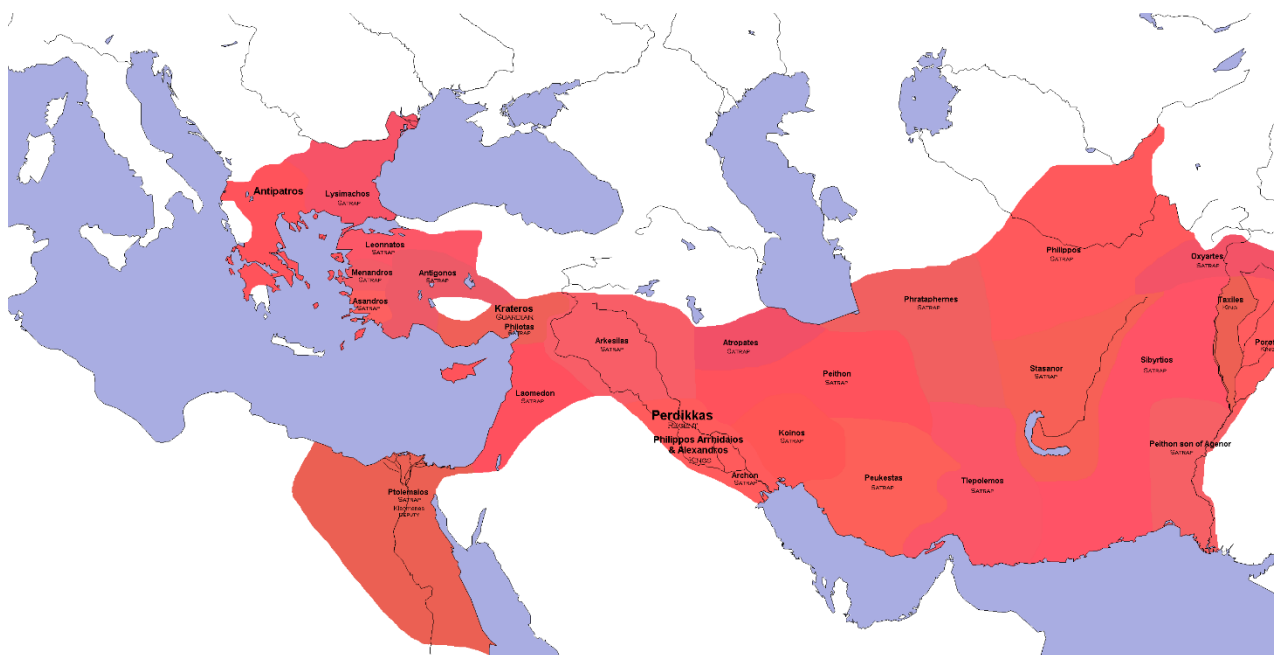 Antipatros
Lysimachos
SATRAP
Leonnatos
SATRAP
Menandros
SATRAP
Antigonos
SATRAP
Asandros
SATRAP
Krateros
GUARDIAN
Philotas
SATRAP
Arkesilas
SATRAP
Laomedon
SATRAP
Ptolemaios
SATRAP
Kleomenes
DEPUTY
Atropates
SATRAP
Perdikkas
REGENT
Philippos Arrhidaios
& Alexandros
KINGS
Archon
SATRAP
Koinos
SATRAP
Peithon
SATRAP
Peukestas
SATRAP
Phrataphernes
SATRAP
Tlepolemos
SATRAP
Stasanor
SATRAP
Philippos
SATRAP
Oxyartes
SATRAP
Taxiles
KING
Sibyrtios
SATRAP
Peithon son of Agenor
SATRAP